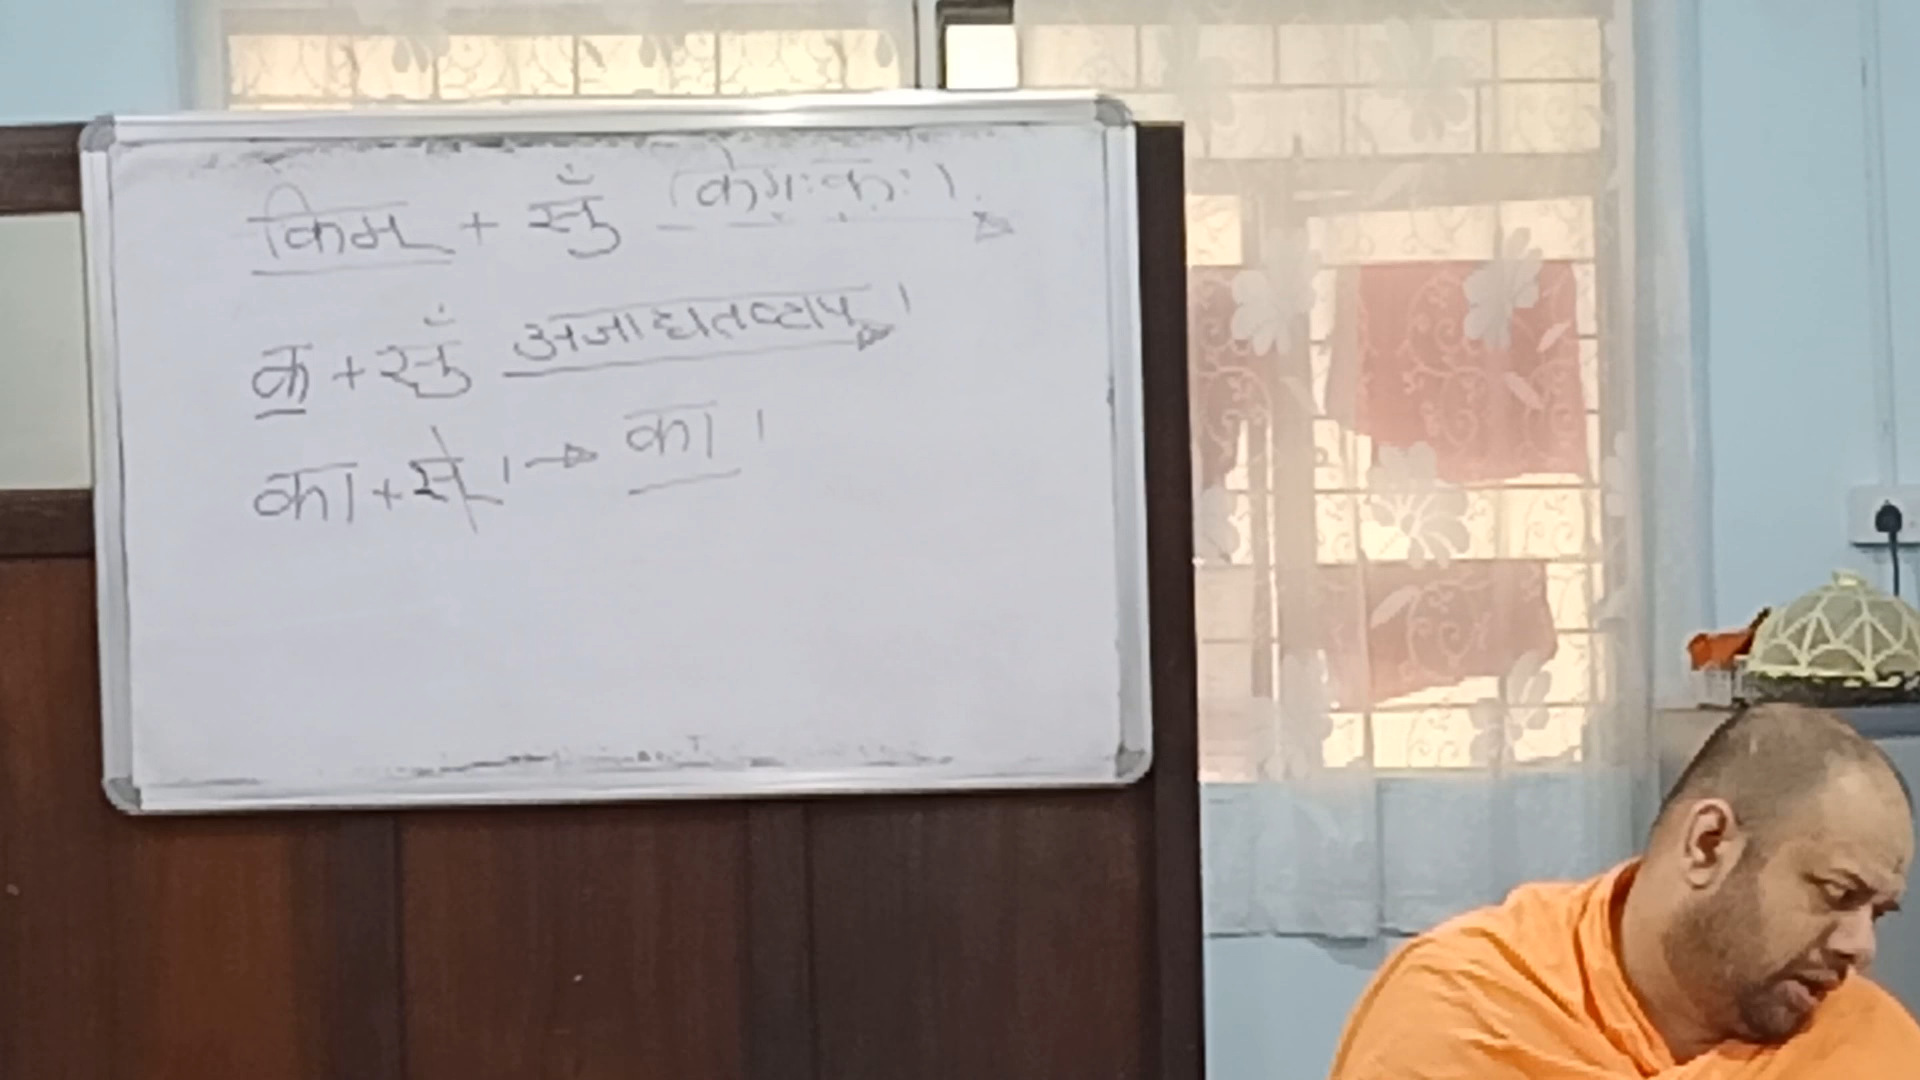 किम् + सुँ (किमः कः।)
क + सुँ अजाद्यतष्टाप्।
का + स्। → का।